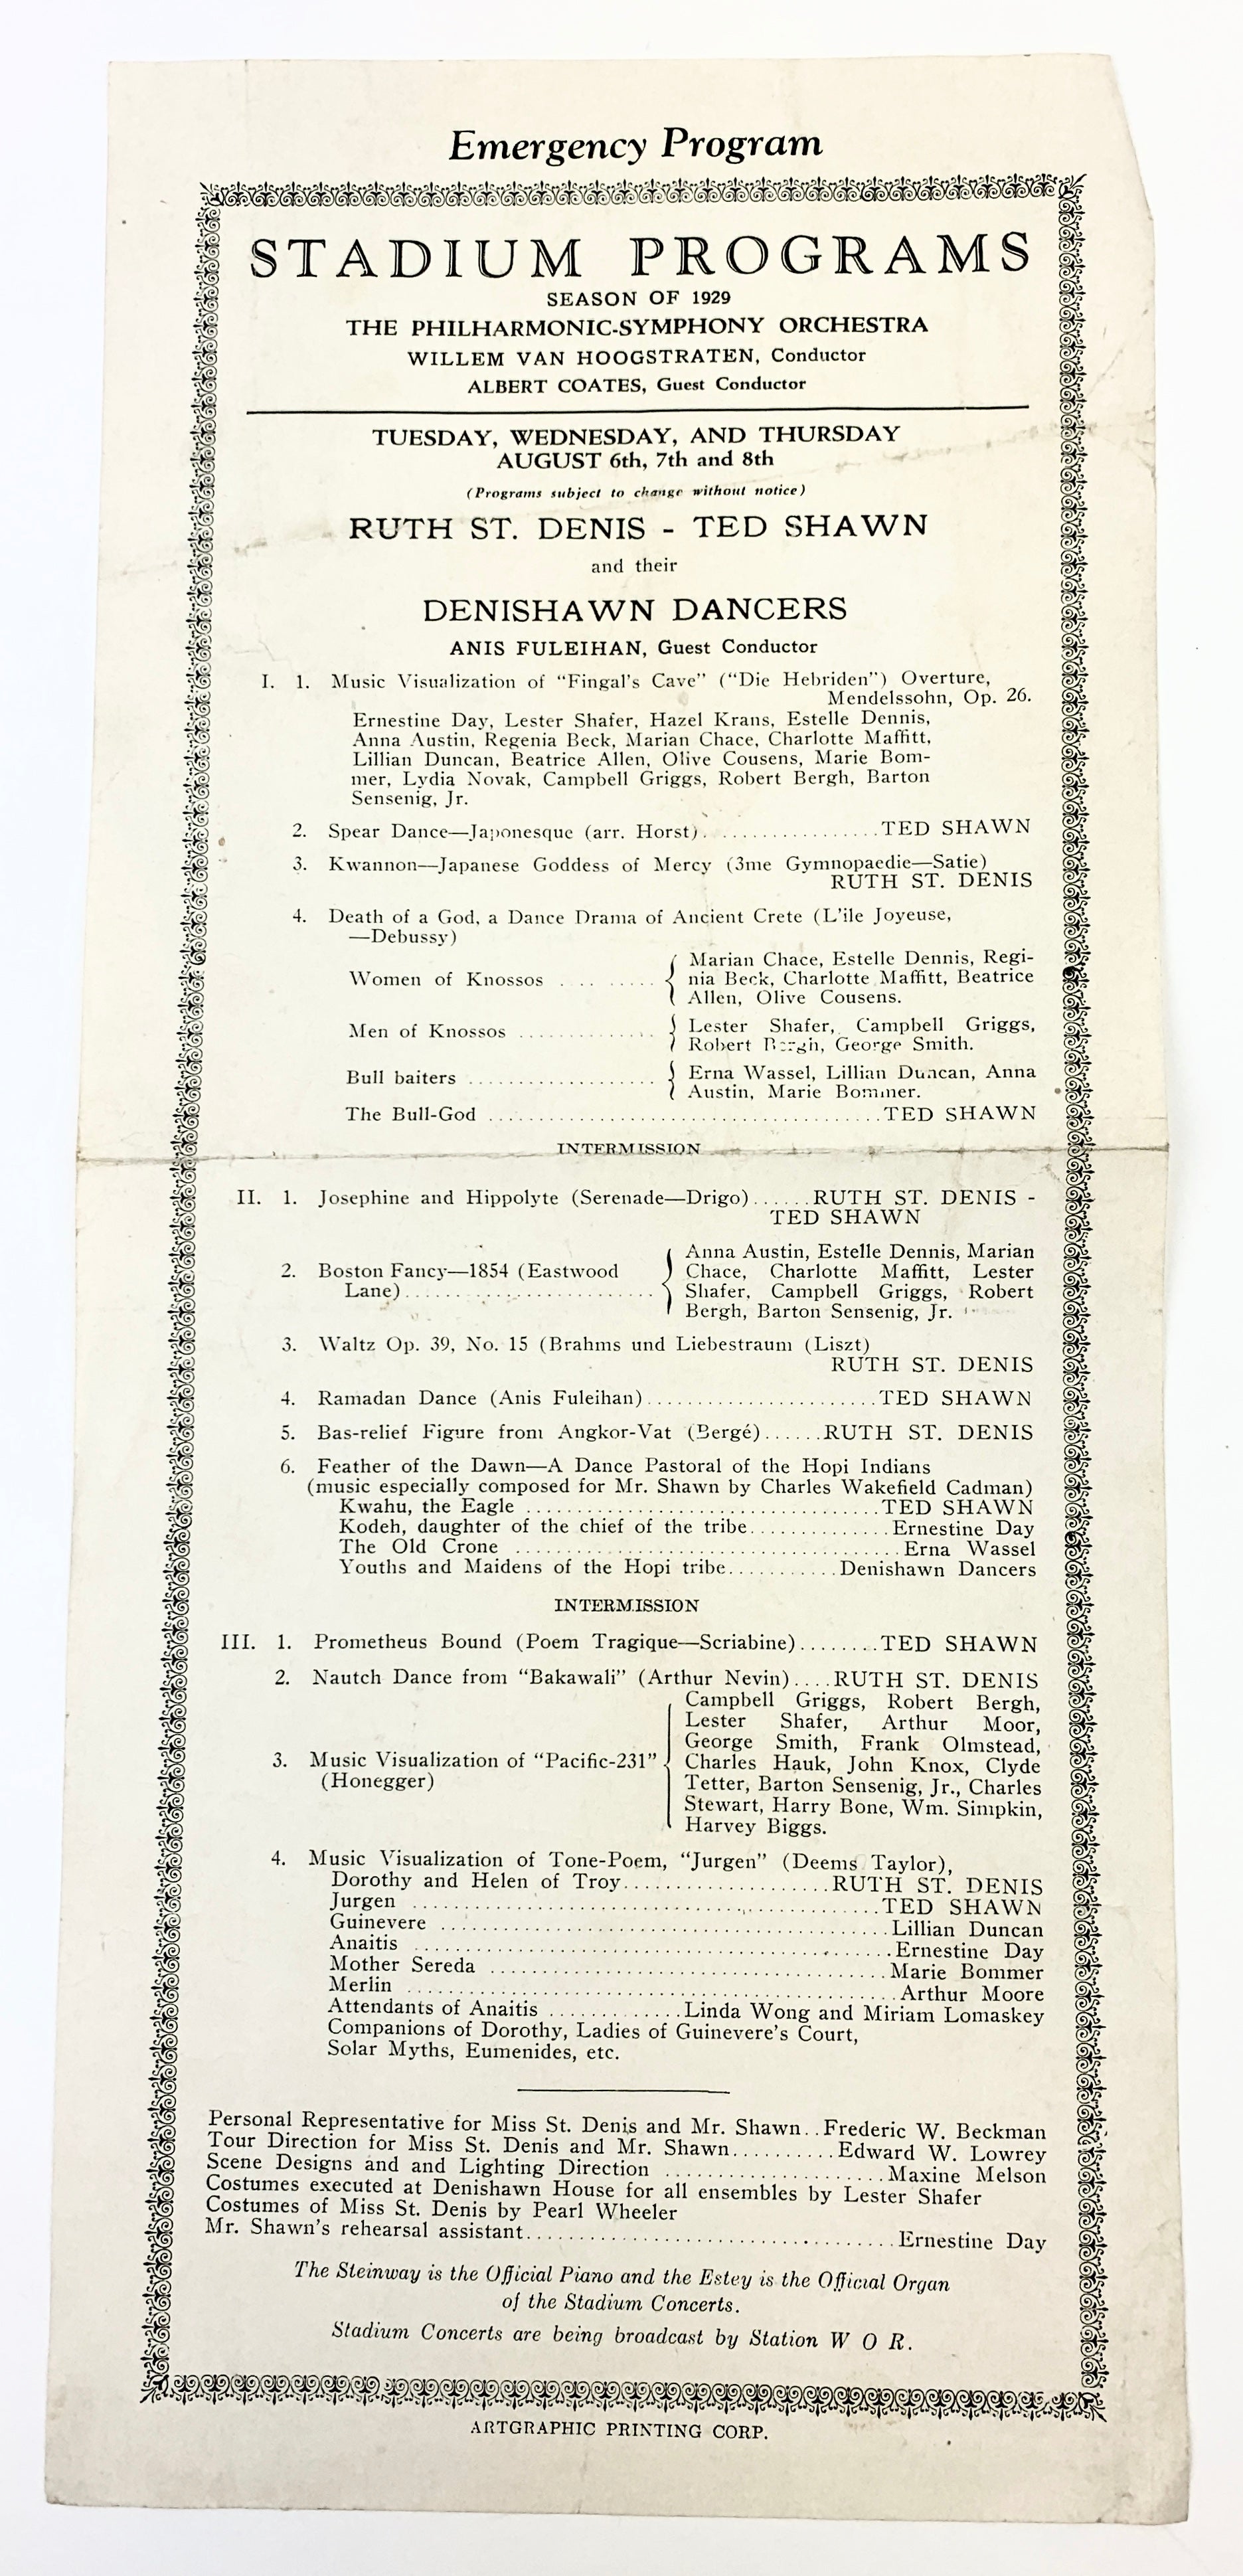 Emergency Program
STADIUM PROGRAMS
SEASON OF 1929
THE PHILHARMONIC-SYMPHONY ORCHESTRA
WILLEM VAN HOOGSTRATEN, Conductor
ALBERT COATES, Guest Conductor
TUESDAY, WEDNESDAY, AND THURSDAY
AUGUST 6th, 7th and 8th
(Programs subject to change without notice)
RUTH ST. DENIS - TED SHAWN
and their
DENISHAWN DANCERS
ANIS FULEIHAN, Guest Conductor
I. 1. Music Visualization of "Fingal's Cave" ("Die Hebriden") Overture,
Mendelssohn, Op. 26.
Ernestine Day, Lester Shafer, Hazel Krans, Estelle Dennis,
Anna Austin, Regenia Beck, Marian Chace, Charlotte Maffitt,
Lillian Duncan, Beatrice Allen, Olive Cousens, Marie Bom-
mer, Lydia Novak, Campbell Griggs, Robert Bergh, Barton
Sensenig, Jr.
2. Spear Dance—Japonesque (arr. Horst)................TED SHAWN
3. Kwannon—Japanese Goddess of Mercy (3me Gymnopaedie—Satie)
RUTH ST. DENIS
4. Death of a God, a Dance Drama of Ancient Crete (L'ile Joyeuse,
—Debussy)
Marian Chace, Estelle Dennis, Regi-
Women of Knossos .......... nia Beck, Charlotte Maffitt, Beatrice
Allen, Olive Cousens.
Men of Knossos .............. Lester Shafer, Campbell Griggs,
Robert Bergh, George Smith.
Bull baiters ................... Erna Wassel, Lillian Duncan, Anna
Austin, Marie Bommer.
The Bull-God .......................................TED SHAWN
INTERMISSION
II. 1. Josephine and Hippolyte (Serenade—Drigo)......RUTH ST. DENIS -
TED SHAWN
Anna Austin, Estelle Dennis, Marian
2. Boston Fancy—1854 (Eastwood Chace, Charlotte Maffitt, Lester
Lane)......................... Shafer, Campbell Griggs, Robert
Bergh, Barton Sensenig, Jr.
3. Waltz Op. 39, No. 15 (Brahms und Liebestraum (Liszt)
RUTH ST. DENIS
4. Ramadan Dance (Anis Fuleihan).......................TED SHAWN
5. Bas-relief Figure from Angkor-Vat (Bergé)......RUTH ST. DENIS
6. Feather of the Dawn—A Dance Pastoral of the Hopi Indians
(music especially composed for Mr. Shawn by Charles Wakefield Cadman)
Kwahu, the Eagle ...................................TED SHAWN
Kodeh, daughter of the chief of the tribe..............Ernestine Day
The Old Crone ......................................Erna Wassel
Youths and Maidens of the Hopi tribe...........Denishawn Dancers
INTERMISSION
III. 1. Prometheus Bound (Poem Tragique—Scriabine)........TED SHAWN
2. Nautch Dance from "Bakawali" (Arthur Nevin)....RUTH ST. DENIS
Campbell Griggs, Robert Bergh,
Lester Shafer, Arthur Moor,
George Smith, Frank Olmstead,
3. Music Visualization of "Pacific-231" Charles Hauk, John Knox, Clyde
(Honegger) Tetter, Barton Sensenig, Jr., Charles
Stewart, Harry Bone, Wm. Simpkin,
Harvey Biggs.
4. Music Visualization of Tone-Poem, "Jurgen" (Deems Taylor),
Dorothy and Helen of Troy....................RUTH ST. DENIS
Jurgen ..............................................TED SHAWN
Guinevere .............................................Lillian Duncan
Anaitis ................................................Ernestine Day
Mother Sereda .......................................Marie Bommer
Merlin .................................................Arthur Moore
Attendants of Anaitis .............Linda Wong and Miriam Lomaskey
Companions of Dorothy, Ladies of Guinevere's Court,
Solar Myths, Eumenides, etc.
Personal Representative for Miss St. Denis and Mr. Shawn..Frederic W. Beckman
Tour Direction for Miss St. Denis and Mr. Shawn..........Edward W. Lowrey
Scene Designs and and Lighting Direction ......................Maxine Melson
Costumes executed at Denishawn House for all ensembles by Lester Shafer
Costumes of Miss St. Denis by Pearl Wheeler
Mr. Shawn's rehearsal assistant.....................................Ernestine Day
The Steinway is the Official Piano and the Estey is the Official Organ
of the Stadium Concerts.
Stadium Concerts are being broadcast by Station W O R.
ARTGRAPHIC PRINTING CORP.